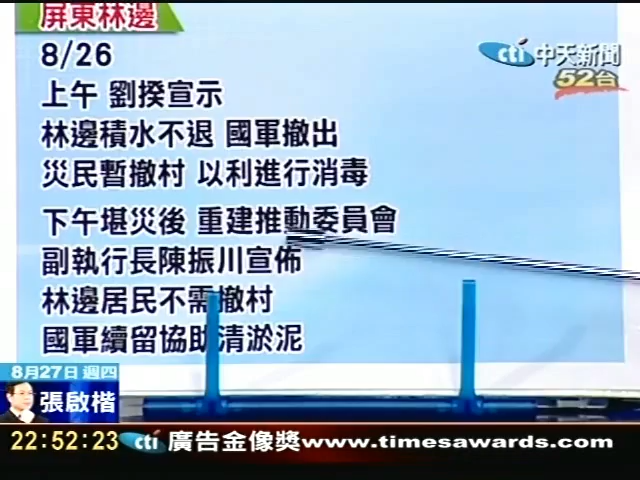 屏東林邊
8/26
上午 劉揆宣示
林邊積水不退 國軍撤出
災民暫撤村 以利進行消毒
下午堪災後 重建推動委員會
副執行長陳振川宣佈
林邊居民不需撤村
國軍續留協助清淤泥
cti 中天新聞
52台
8月27日 週四
張啟楷
22:52:23 cti 廣告金像獎www.timesawards.com